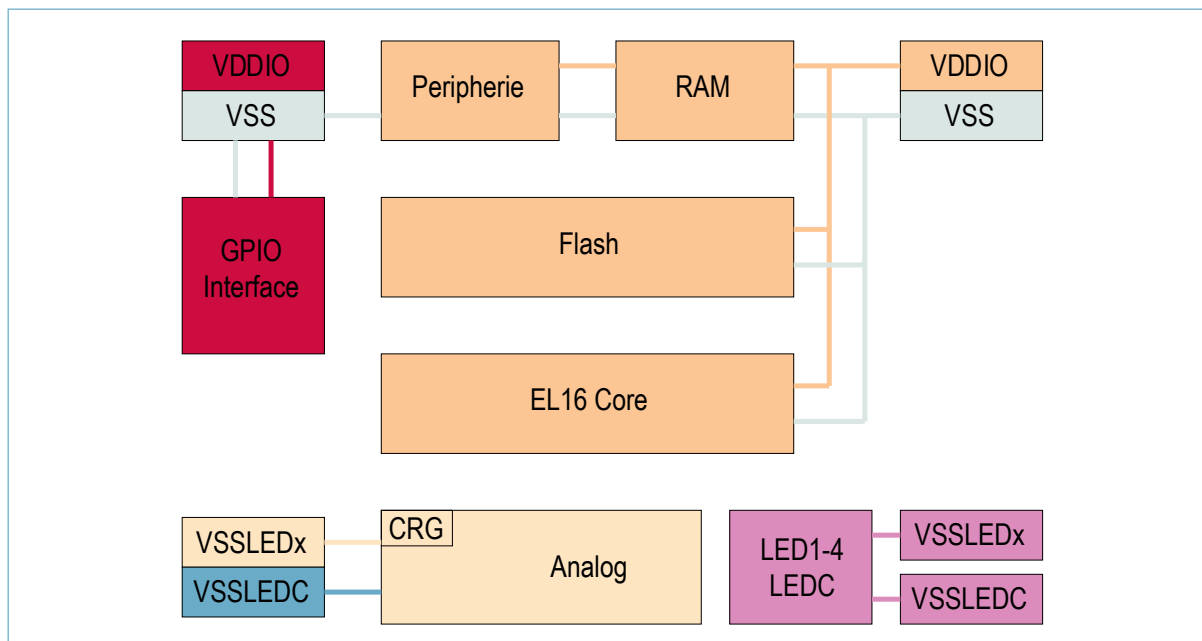 VDDIO
VSS
Peripherie
RAM
VDDIO
VSS
GPIO
Interface
Flash
EL16 Core
VSSLEDx
VSSLEDC
CRG
Analog
LED1-4
LEDC
VSSLEDx
VSSLEDC